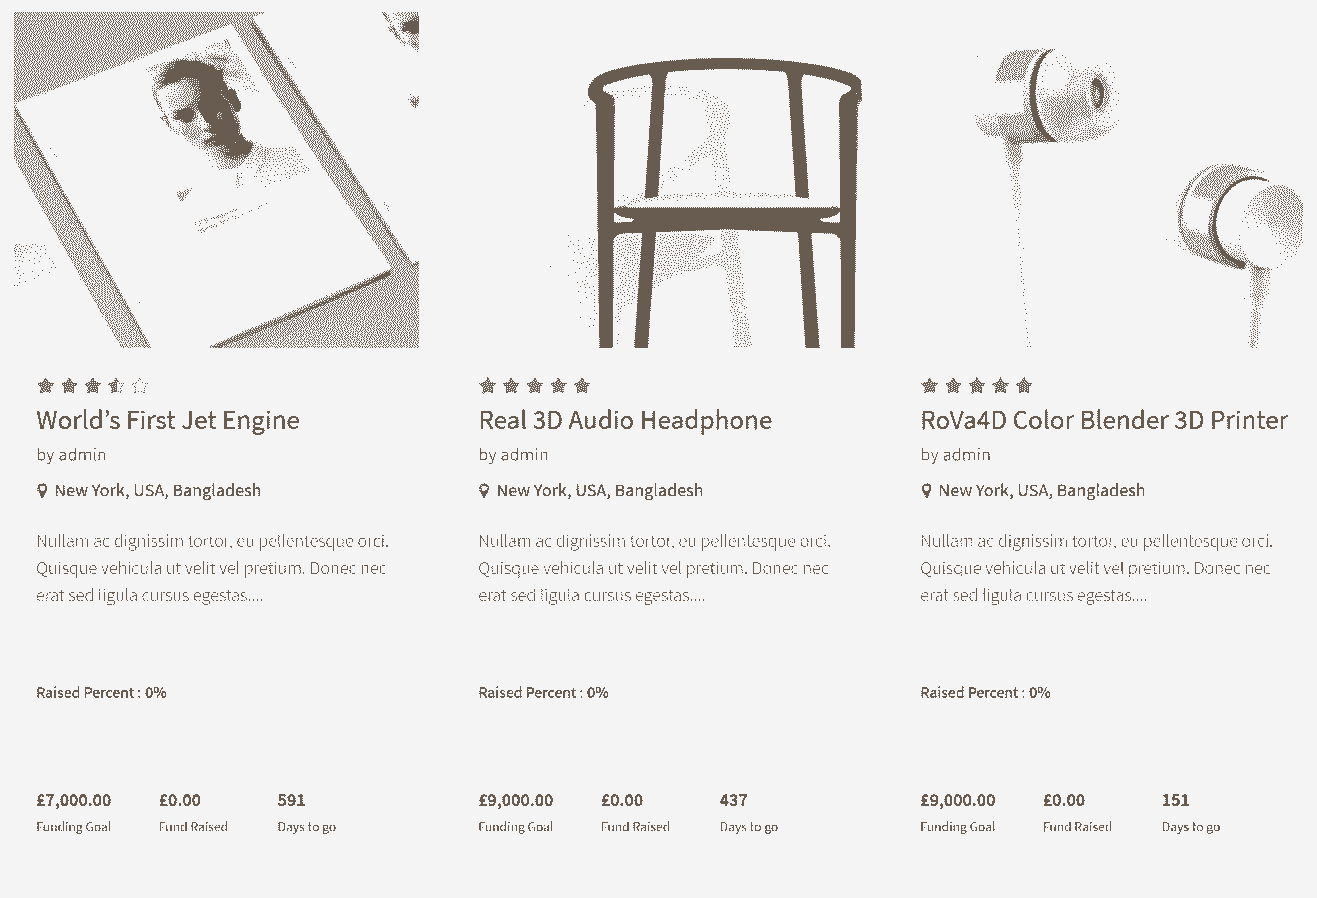 World's First Jet Engine
by admin
New York, USA, Bangladesh
Nullam ac dignissim tortor, eu pellentesque orci.
Quisque vehicula ut velit vel pretium. Donec nec
erat sed ligula cursus egestas....
Raised Percent : 0%
£7,000.00 £0.00 591
Funding Goal Fund Raised Days to go
Real 3D Audio Headphone
by admin
New York, USA, Bangladesh
Nullam ac dignissim tortor, eu pellentesque orci.
Quisque vehicula ut velit vel pretium. Donec nec
erat sed ligula cursus egestas....
Raised Percent : 0%
£9,000.00 £0.00 437
Funding Goal Fund Raised Days to go
RoVa4D Color Blender 3D Printer
by admin
New York, USA, Bangladesh
Nullam ac dignissim tortor, eu pellentesque orci.
Quisque vehicula ut velit vel pretium. Donec nec
erat sed ligula cursus egestas....
Raised Percent : 0%
£9,000.00 £0.00 151
Funding Goal Fund Raised Days to go